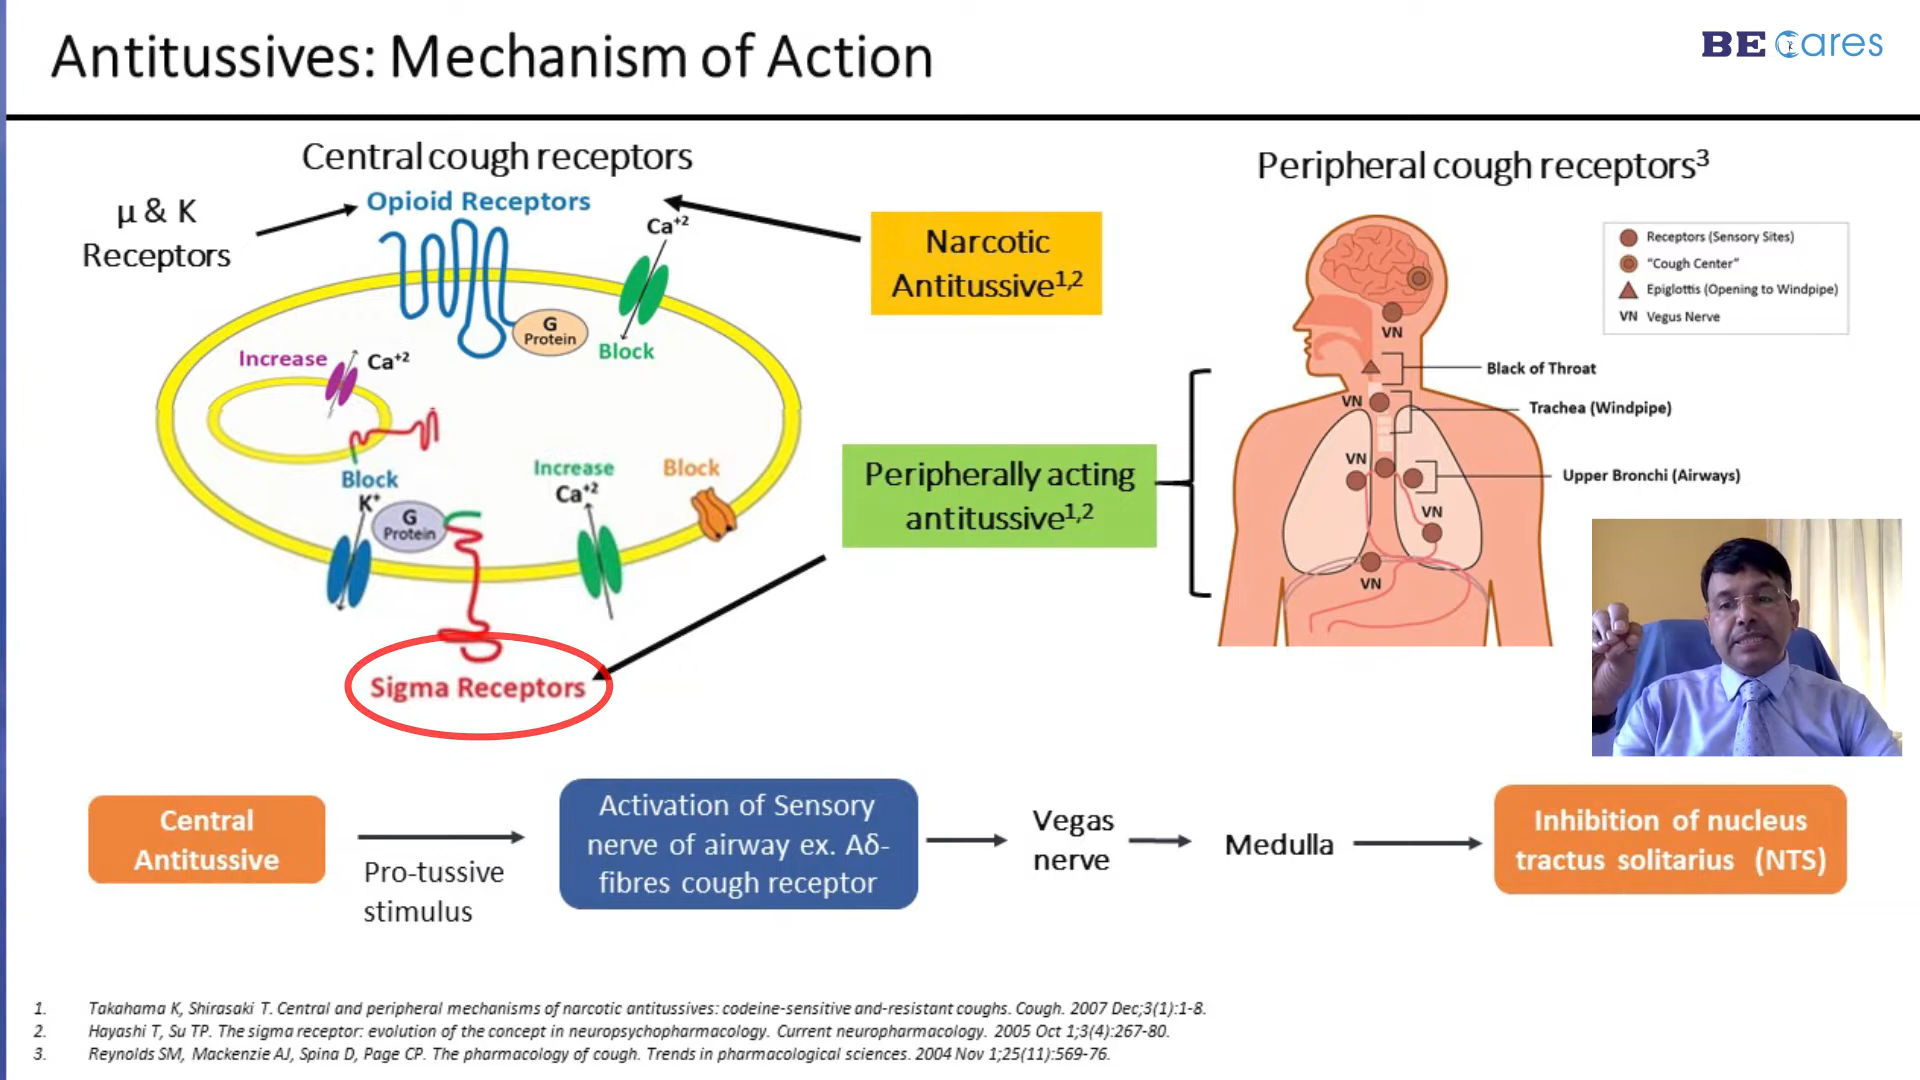 Antitussives: Mechanism of Action
BE Cares
Central cough receptors
μ & K
Receptors
Opioid Receptors
Ca+2
G
Protein
Block
Increase
Ca+2
Block
K+
G
Protein
Increase
Ca+2
Block
Sigma Receptors
Narcotic
Antitussive1,2
Peripherally acting
antitussive1,2
Peripheral cough receptors3
Receptors (Sensory Sites)
“Cough Center”
Epiglottis (Opening to Windpipe)
VN Vegus Nerve
VN
Black of Throat
VN
Trachea (Windpipe)
VN
Upper Bronchi (Airways)
VN
VN
Central
Antitussive
Pro-tussive
stimulus
Activation of Sensory
nerve of airway ex. Aδ-
fibres cough receptor
Vegas
nerve
Medulla
Inhibition of nucleus
tractus solitarius (NTS)
1. Takahama K, Shirasaki T. Central and peripheral mechanisms of narcotic antitussives: codeine-sensitive and-resistant coughs. Cough. 2007 Dec;3(1):1-8.
2. Hayashi T, Su TP. The sigma receptor: evolution of the concept in neuropsychopharmacology. Current neuropharmacology. 2005 Oct 1;3(4):267-80.
3. Reynolds SM, Mackenzie AJ, Spina D, Page CP. The pharmacology of cough. Trends in pharmacological sciences. 2004 Nov 1;25(11):569-76.